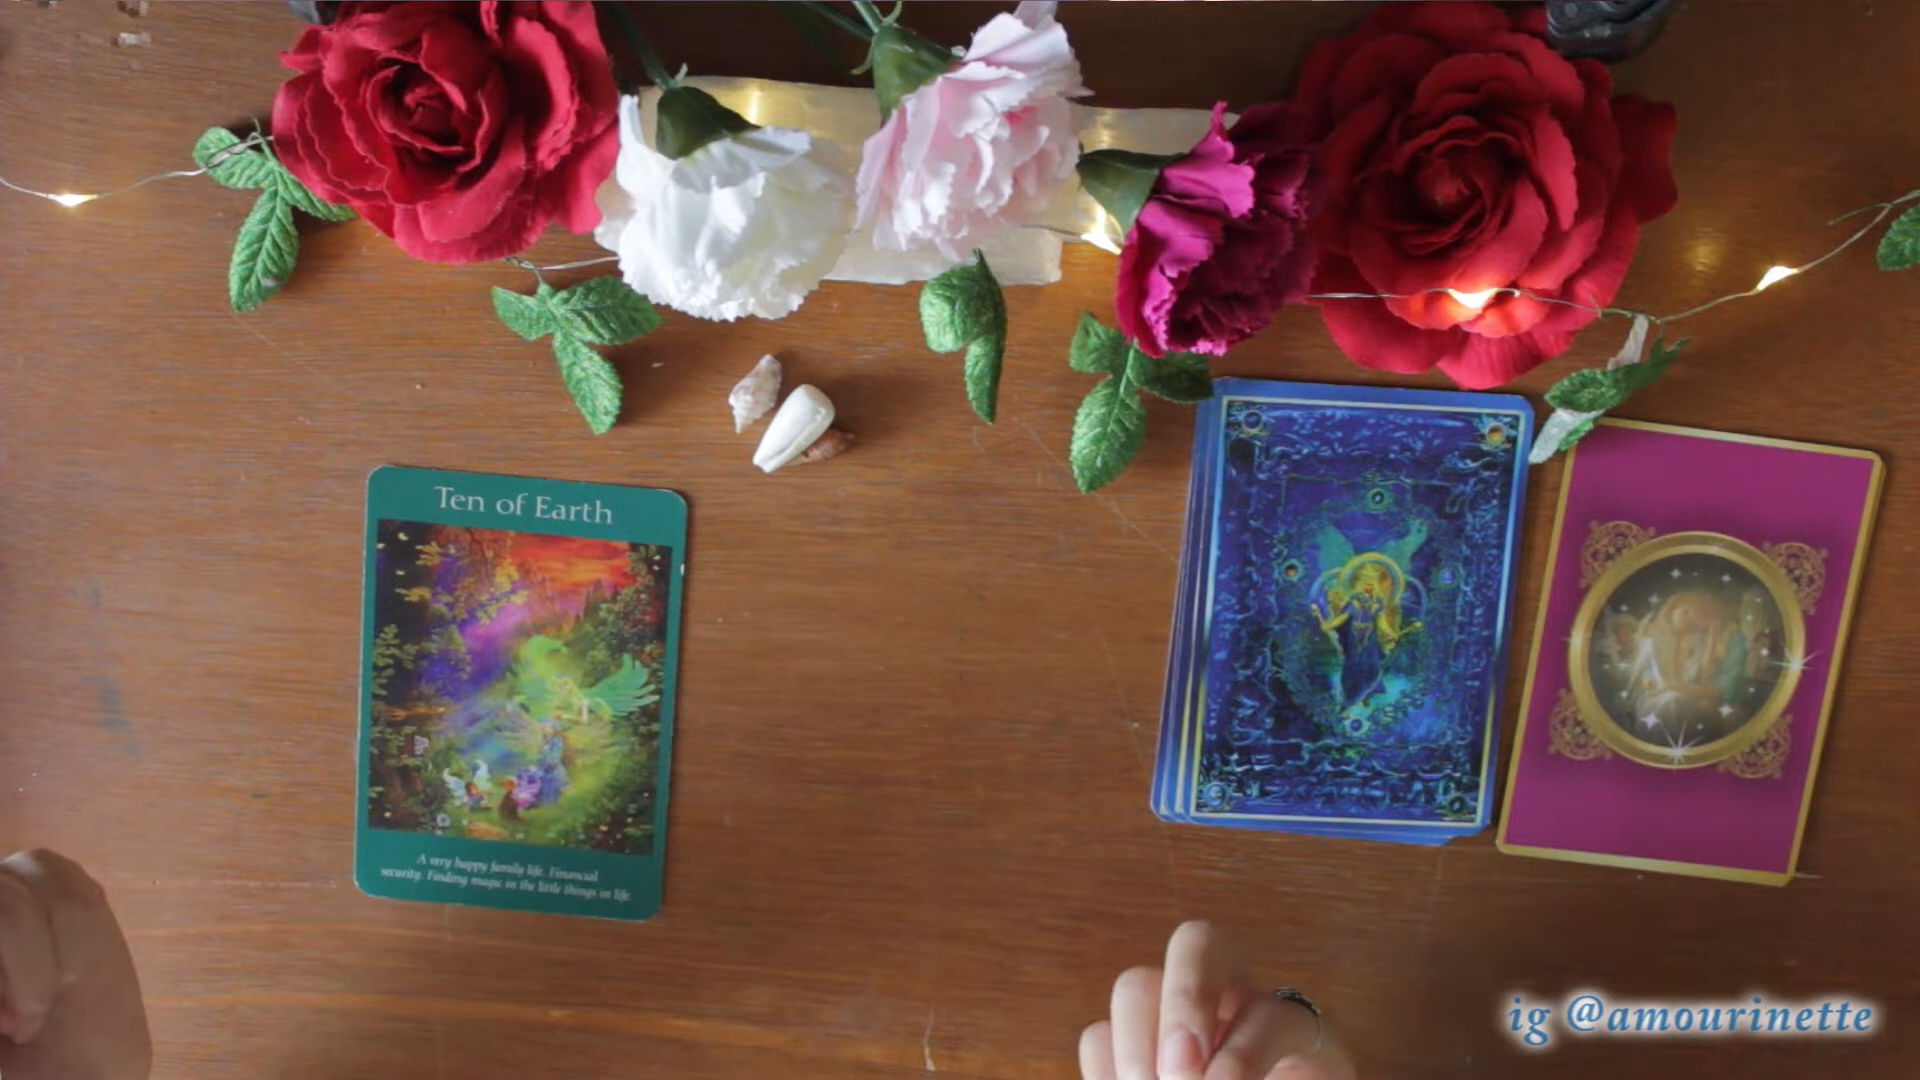 Ten of Earth
A very happy family life. Financial
security. Finding magic in the little things in life.
ig @amourinette